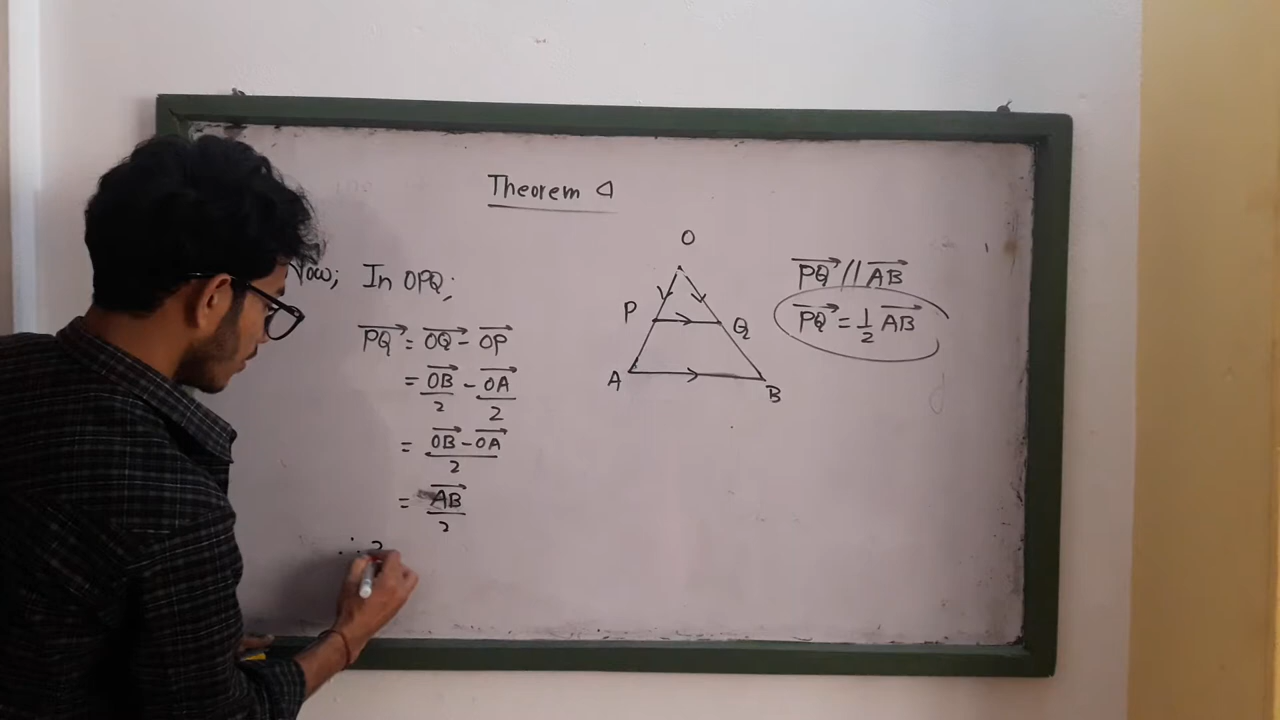 Theorem 9
Now; In OPQ;
PQ→ = OQ→ - OP→
= OB→/2 - OA→/2
= (OB→ - OA→)/2
= AB→/2
∴
O
P
Q
A
B
PQ→ // AB→
PQ→ = 1/2 AB→